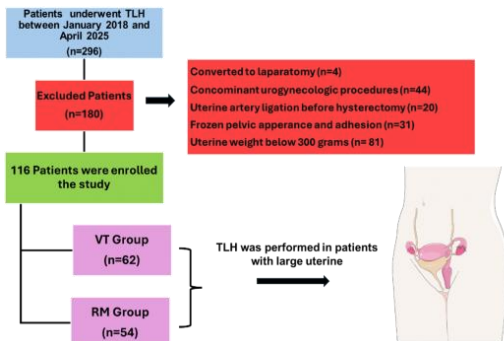 Patients underwent TLH
between January 2018 and
April 2025
(n=296)
Excluded Patients
(n=180)
Converted to laparatomy (n=4)
Concominant urogynecologic procedures (n=44)
Uterine artery ligation before hysterectomy (n=20)
Frozen pelvic apperance and adhesion (n=31)
Uterine weight below 300 grams (n= 81)
116 Patients were enrolled
the study
VT Group
(n=62)
RM Group
(n=54)
TLH was performed in patients
with large uterine